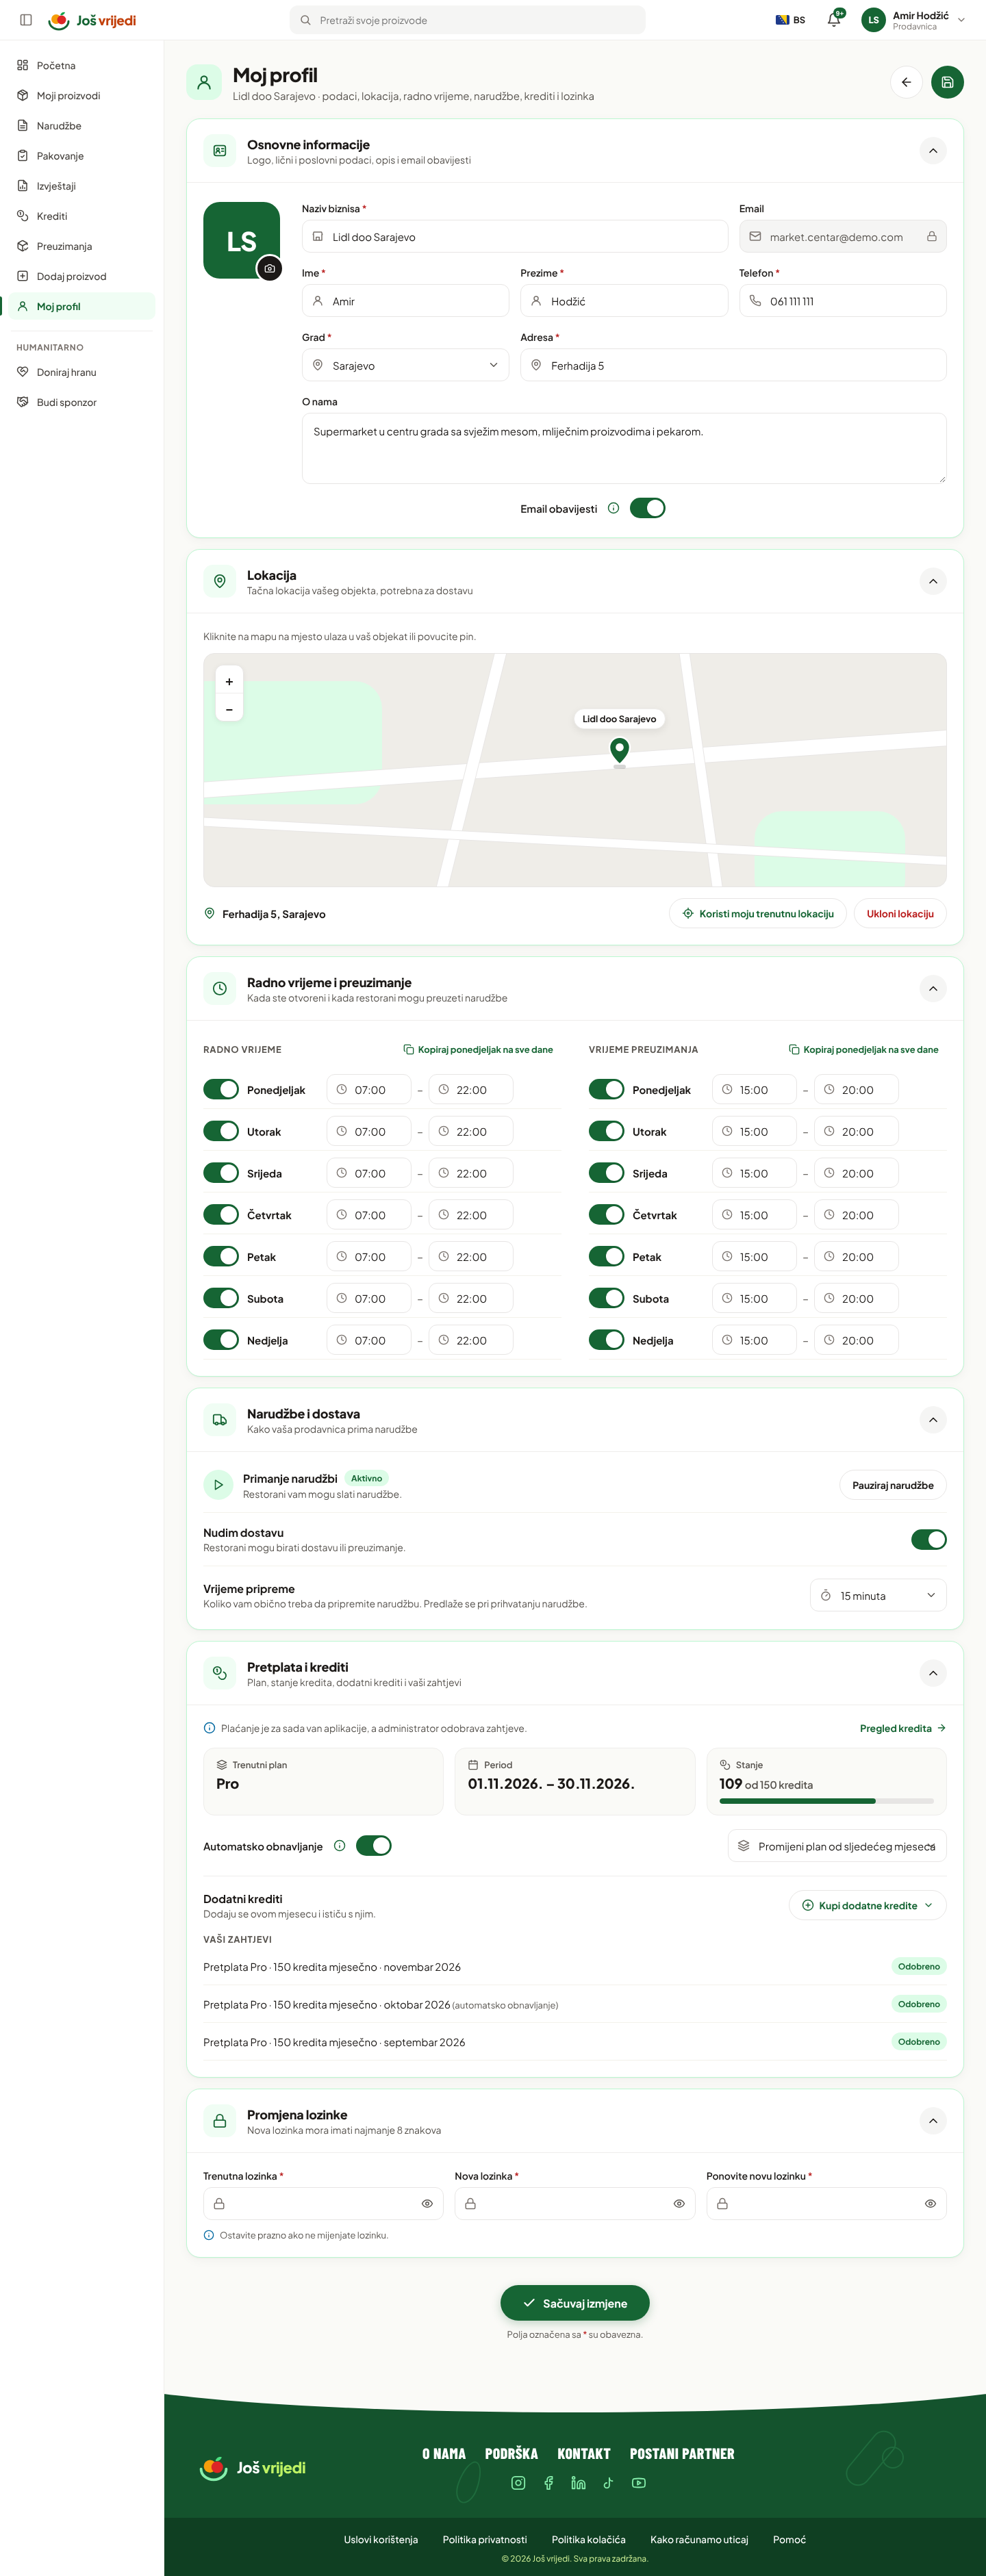 Još vrijedi
Pretraži svoje proizvode
BS
9+
LS
Amir Hodžić
Prodavnica
Početna
Moji proizvodi
Narudžbe
Pakovanje
Izvještaji
Krediti
Preuzimanja
Dodaj proizvod
Moj profil
HUMANITARNO
Doniraj hranu
Budi sponzor
Moj profil
Lidl doo Sarajevo · podaci, lokacija, radno vrijeme, narudžbe, krediti i lozinka
Osnovne informacije
Logo, lični i poslovni podaci, opis i email obavijesti
LS
Naziv biznisa *
Email
Lidl doo Sarajevo
market.centar@demo.com
Ime *
Prezime *
Telefon *
Amir
Hodžić
061 111 111
Grad *
Adresa *
Sarajevo
Ferhadija 5
O nama
Supermarket u centru grada sa svježim mesom, mliječnim proizvodima i pekarom.
Email obavijesti
Lokacija
Tačna lokacija vašeg objekta, potrebna za dostavu
Kliknite na mapu na mjesto ulaza u vaš objekat ili povucite pin.
+
−
Lidl doo Sarajevo
Ferhadija 5, Sarajevo
Koristi moju trenutnu lokaciju
Ukloni lokaciju
Radno vrijeme i preuzimanje
Kada ste otvoreni i kada restorani mogu preuzeti narudžbe
RADNO VRIJEME
Kopiraj ponedjeljak na sve dane
Ponedjeljak 07:00 – 22:00
Utorak 07:00 – 22:00
Srijeda 07:00 – 22:00
Četvrtak 07:00 – 22:00
Petak 07:00 – 22:00
Subota 07:00 – 22:00
Nedjelja 07:00 – 22:00
VRIJEME PREUZIMANJA
Kopiraj ponedjeljak na sve dane
Ponedjeljak 15:00 – 20:00
Utorak 15:00 – 20:00
Srijeda 15:00 – 20:00
Četvrtak 15:00 – 20:00
Petak 15:00 – 20:00
Subota 15:00 – 20:00
Nedjelja 15:00 – 20:00
Narudžbe i dostava
Kako vaša prodavnica prima narudžbe
Primanje narudžbi Aktivno
Restorani vam mogu slati narudžbe.
Pauziraj narudžbe
Nudim dostavu
Restorani mogu birati dostavu ili preuzimanje.
Vrijeme pripreme
Koliko vam obično treba da pripremite narudžbu. Predlaže se pri prihvatanju narudžbe.
15 minuta
Pretplata i krediti
Plan, stanje kredita, dodatni krediti i vaši zahtjevi
Plaćanje je za sada van aplikacije, a administrator odobrava zahtjeve.
Pregled kredita
Trenutni plan
Pro
Period
01.11.2026. – 30.11.2026.
Stanje
109 od 150 kredita
Automatsko obnavljanje
Promijeni plan od sljedećeg mjeseca
Dodatni krediti
Dodaju se ovom mjesecu i ističu s njim.
Kupi dodatne kredite
VAŠI ZAHTJEVI
Pretplata Pro · 150 kredita mjesečno · novembar 2026
Odobreno
Pretplata Pro · 150 kredita mjesečno · oktobar 2026 (automatsko obnavljanje)
Odobreno
Pretplata Pro · 150 kredita mjesečno · septembar 2026
Odobreno
Promjena lozinke
Nova lozinka mora imati najmanje 8 znakova
Trenutna lozinka *
Nova lozinka *
Ponovite novu lozinku *
Ostavite prazno ako ne mijenjate lozinku.
Sačuvaj izmjene
Polja označena sa * su obavezna.
Još vrijedi
O NAMA
PODRŠKA
KONTAKT
POSTANI PARTNER
Uslovi korištenja
Politika privatnosti
Politika kolačića
Kako računamo uticaj
Pomoć
© 2026 Još vrijedi. Sva prava zadržana.